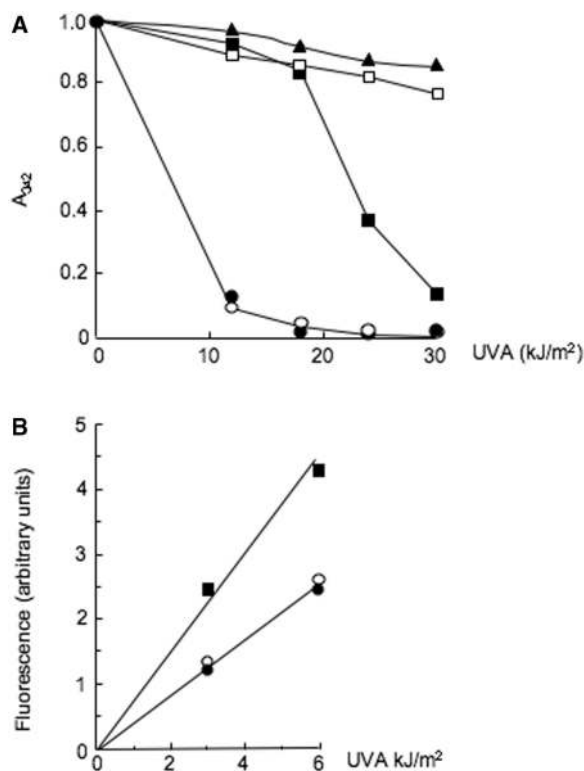 A
1.0
0.8
0.6
0.4
0.2
0
A₃₄₂
0 10 20 30 UVA (kJ/m²)
B
5
4
3
2
1
0
Fluorescence (arbitrary units)
0 2 4 6 UVA kJ/m²